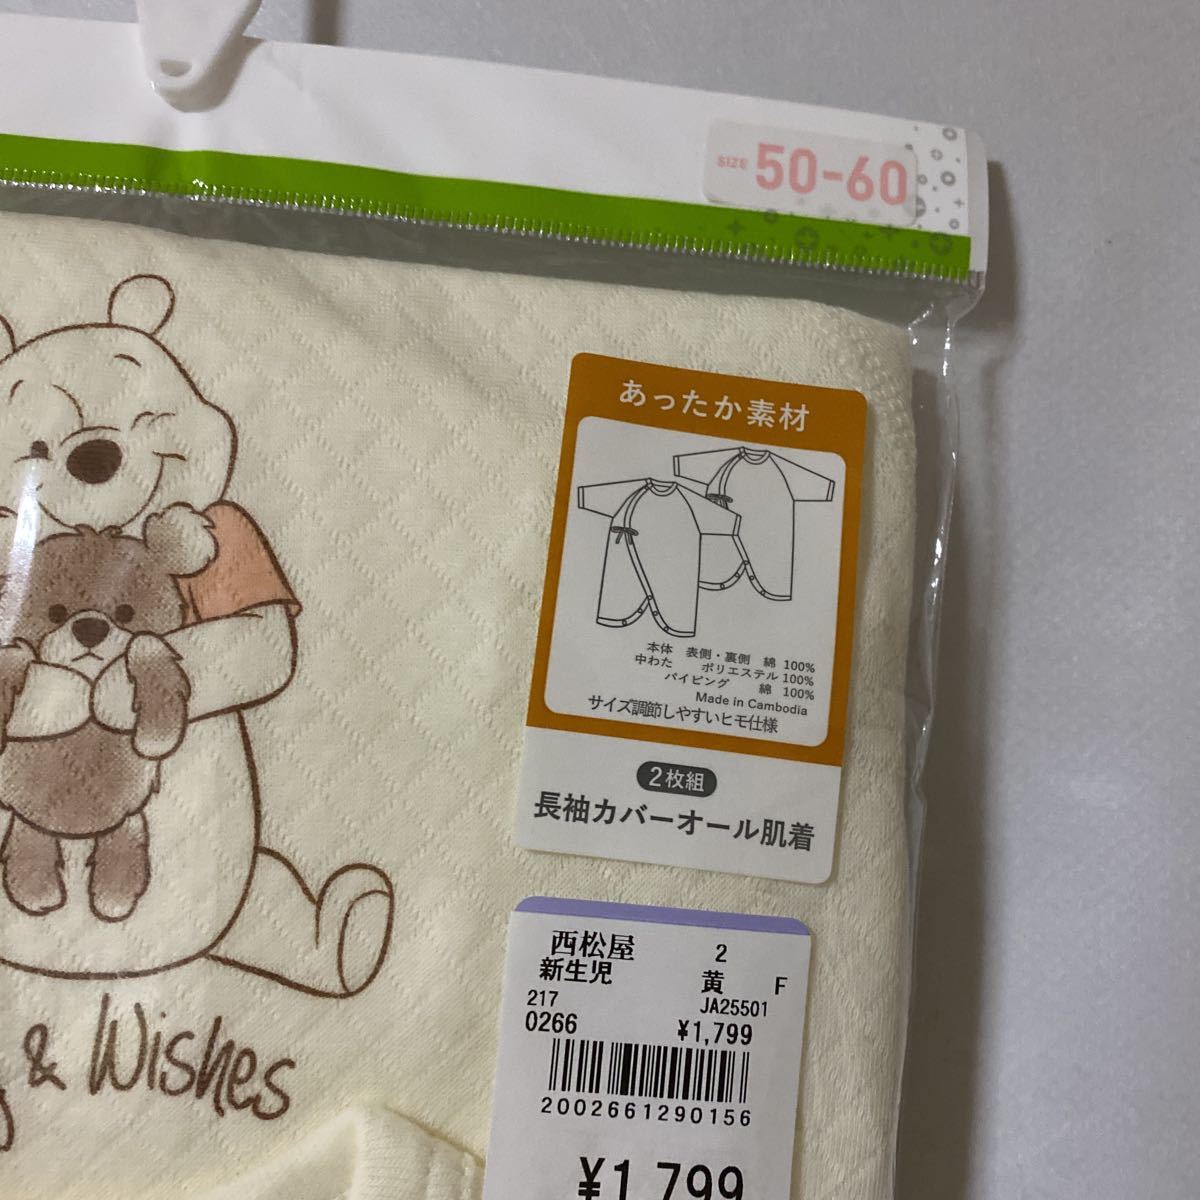 SIZE 50-60
あったか素材
本体 表側・裏側 綿 100%
中わた ポリエステル 100%
パイピング 綿 100%
Made in Cambodia
サイズ調節しやすいヒモ仕様
2枚組
長袖カバーオール肌着
& Wishes
西松屋 2
新生児 黄 F
217 JA25501
0266 ¥1,799
2002661290156
¥1,799